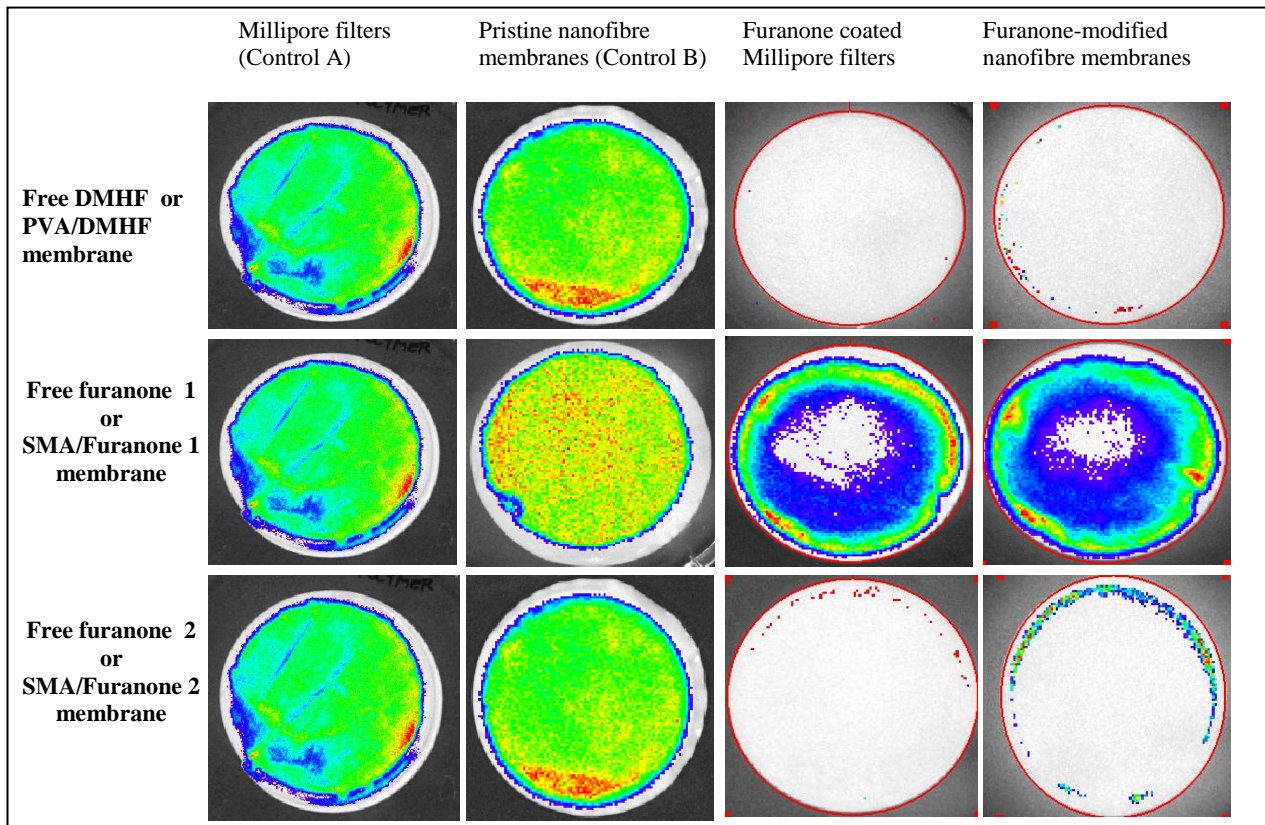 Millipore filters
(Control A)
Pristine nanofibre
membranes (Control B)
Furanone coated
Millipore filters
Furanone-modified
nanofibre membranes
Free DMHF or
PVA/DMHF
membrane
Free furanone 1
or
SMA/Furanone 1
membrane
Free furanone 2
or
SMA/Furanone 2
membrane